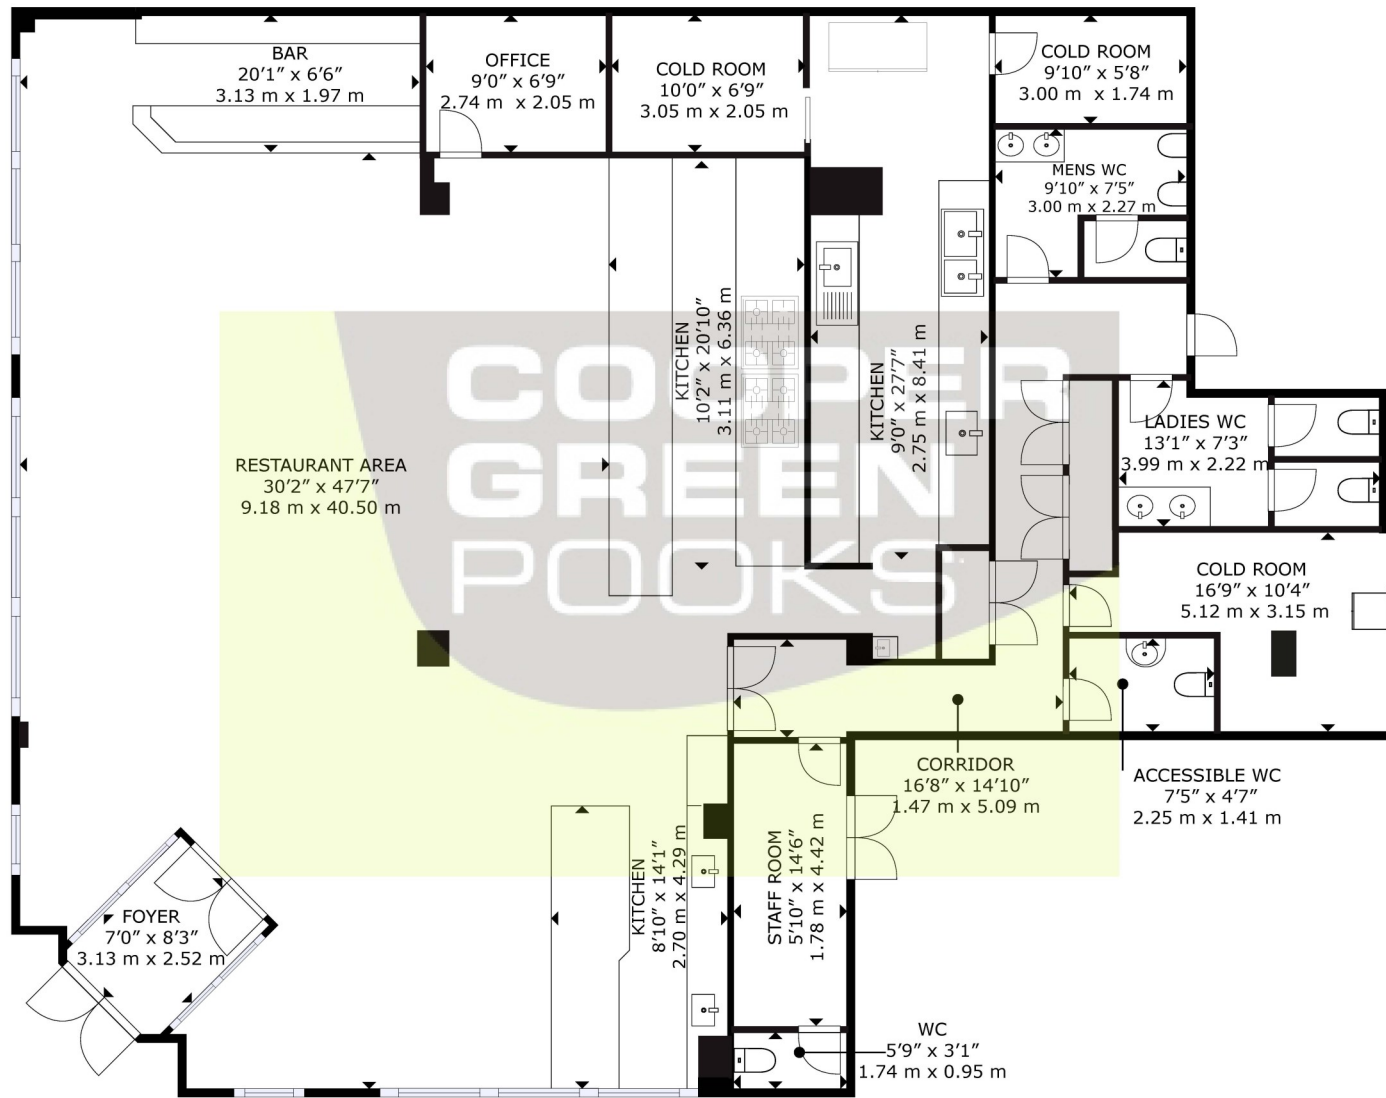 BAR
20'1" x 6'6"
3.13 m x 1.97 m
OFFICE
9'0" x 6'9"
2.74 m x 2.05 m
COLD ROOM
10'0" x 6'9"
3.05 m x 2.05 m
COLD ROOM
9'10" x 5'8"
3.00 m x 1.74 m
MENS WC
9'10" x 7'5"
3.00 m x 2.27 m
KITCHEN
10'2" x 20'10"
3.11 m x 6.36 m
KITCHEN
9'0" x 27'7"
2.75 m x 8.41 m
COOPER
GREEN
POOKS
LADIES WC
13'1" x 7'3"
3.99 m x 2.22 m
RESTAURANT AREA
30'2" x 47'7"
9.18 m x 40.50 m
COLD ROOM
16'9" x 10'4"
5.12 m x 3.15 m
CORRIDOR
16'8" x 14'10"
1.47 m x 5.09 m
ACCESSIBLE WC
7'5" x 4'7"
2.25 m x 1.41 m
KITCHEN
8'10" x 14'1"
2.70 m x 4.29 m
STAFF ROOM
5'10" x 14'6"
1.78 m x 4.42 m
FOYER
7'0" x 8'3"
3.13 m x 2.52 m
WC
5'9" x 3'1"
1.74 m x 0.95 m